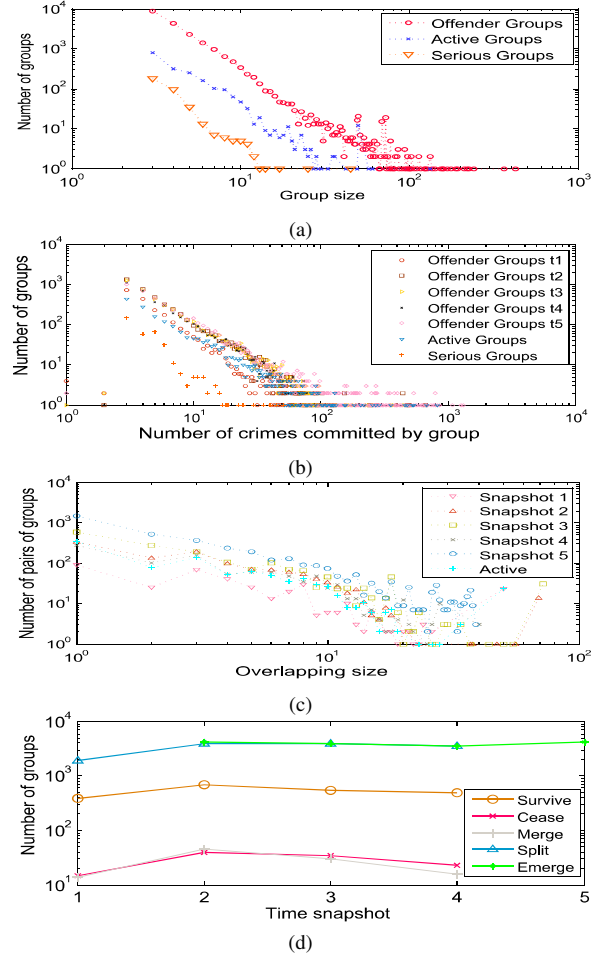 10^4
10^3
10^2
10^1
10^0
Number of groups
Offender Groups
Active Groups
Serious Groups
10^0 10^1 10^2 10^3
Group size
(a)
10^4
10^3
10^2
10^1
10^0
Number of groups
Offender Groups t1
Offender Groups t2
Offender Groups t3
Offender Groups t4
Offender Groups t5
Active Groups
Serious Groups
10^0 10^1 10^2 10^3 10^4
Number of crimes committed by group
(b)
10^4
10^3
10^2
10^1
10^0
Number of pairs of groups
Snapshot 1
Snapshot 2
Snapshot 3
Snapshot 4
Snapshot 5
Active
10^0 10^1 10^2
Overlapping size
(c)
10^4
10^3
10^2
10^1
Number of groups
Survive
Cease
Merge
Split
Emerge
1 2 3 4 5
Time snapshot
(d)